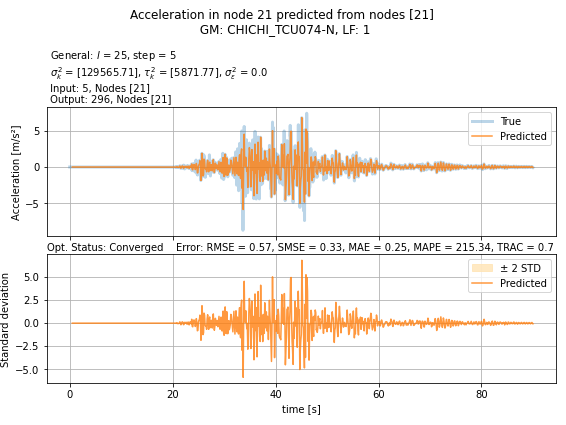 Acceleration in node 21 predicted from nodes [21]
GM: CHICHI_TCU074-N, LF: 1
General: l = 25, step = 5
σ²ₖ = [129565.71], τ²ₖ = [5871.77], σ²ε = 0.0
Input: 5, Nodes [21]
Output: 296, Nodes [21]
Acceleration [m/s²]
5
0
−5
True
Predicted
Opt. Status: Converged Error: RMSE = 0.57, SMSE = 0.33, MAE = 0.25, MAPE = 215.34, TRAC = 0.7
Standard deviation
5.0
2.5
0.0
−2.5
−5.0
± 2 STD
Predicted
0 20 40 60 80
time [s]